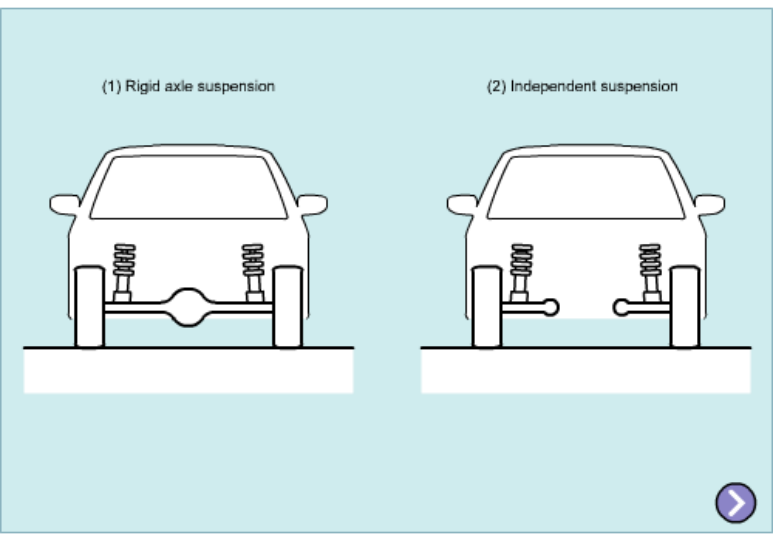 (1) Rigid axle suspension
(2) Independent suspension